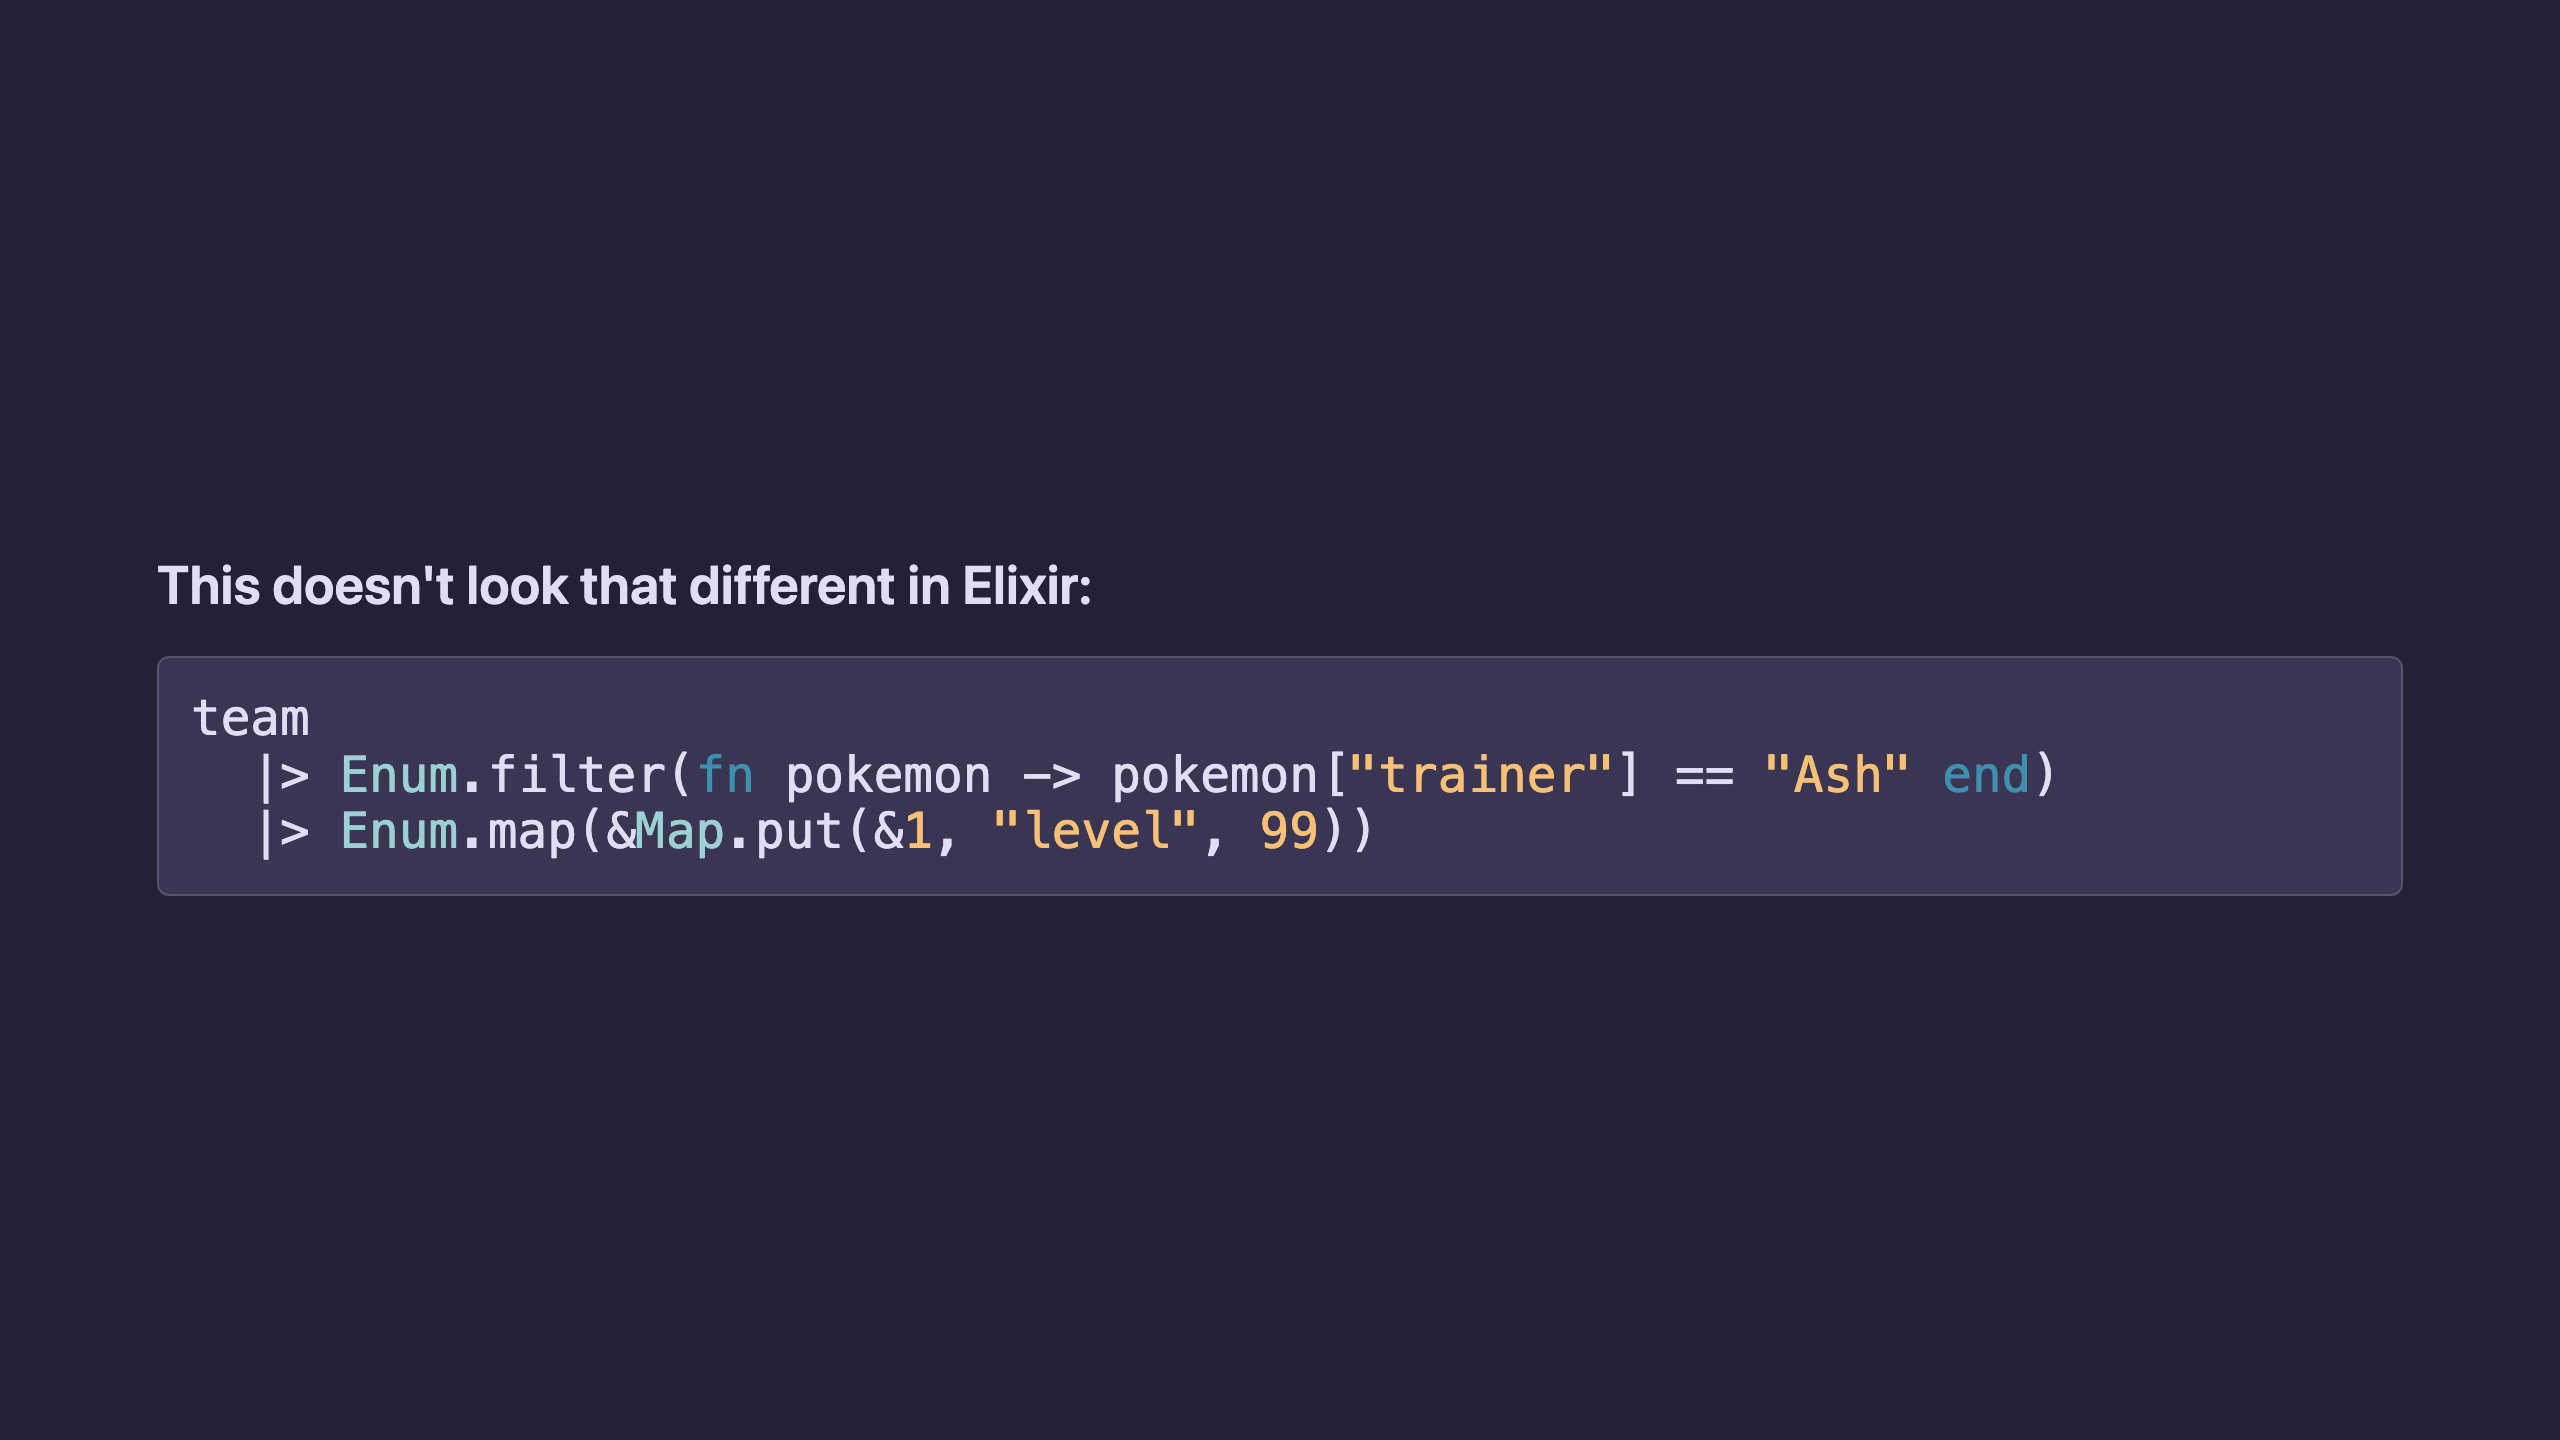 This doesn't look that different in Elixir:
team
  |> Enum.filter(fn pokemon -> pokemon["trainer"] == "Ash" end)
  |> Enum.map(&Map.put(&1, "level", 99))